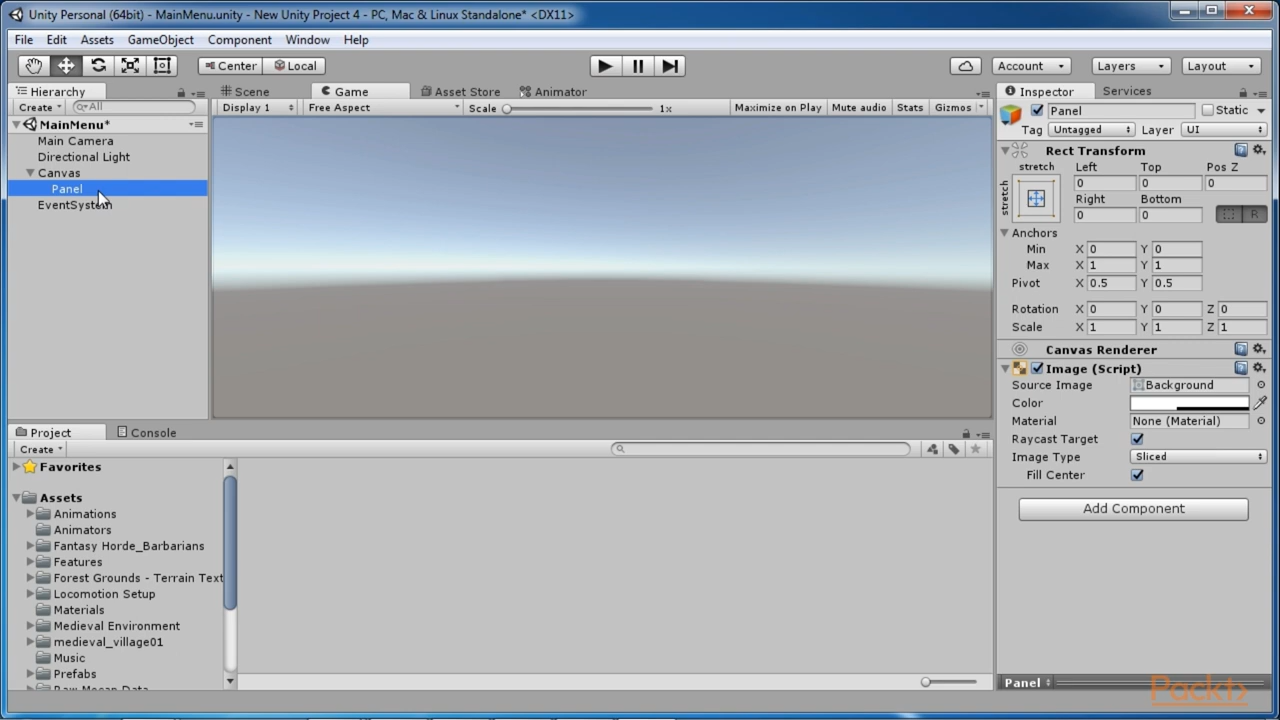 Unity Personal (64bit) - MainMenu.unity - New Unity Project 4 - PC, Mac & Linux Standalone* <DX11>
File Edit Assets GameObject Component Window Help
Center Local Account Layers Layout
Hierarchy Scene Game Asset Store Animator Inspector Services
Create All Display 1 Free Aspect Scale 1x Maximize on Play Mute audio Stats Gizmos Panel Static
MainMenu* Tag Untagged Layer UI
Main Camera
Directional Light
Canvas
Panel
EventSystem
Rect Transform
stretch Left Top Pos Z
stretch 0 0 0
Right Bottom
0 0 R
Anchors
Min X 0 Y 0
Max X 1 Y 1
Pivot X 0.5 Y 0.5
Rotation X 0 Y 0 Z 0
Scale X 1 Y 1 Z 1
Canvas Renderer
Image (Script)
Source Image Background
Color
Material None (Material)
Raycast Target
Image Type Sliced
Fill Center
Add Component
Project Console
Create
Favorites
Assets
Animations
Animators
Fantasy Horde_Barbarians
Features
Forest Grounds - Terrain Text
Locomotion Setup
Materials
Medieval Environment
medieval_village01
Music
Prefabs
Panel
Packt>